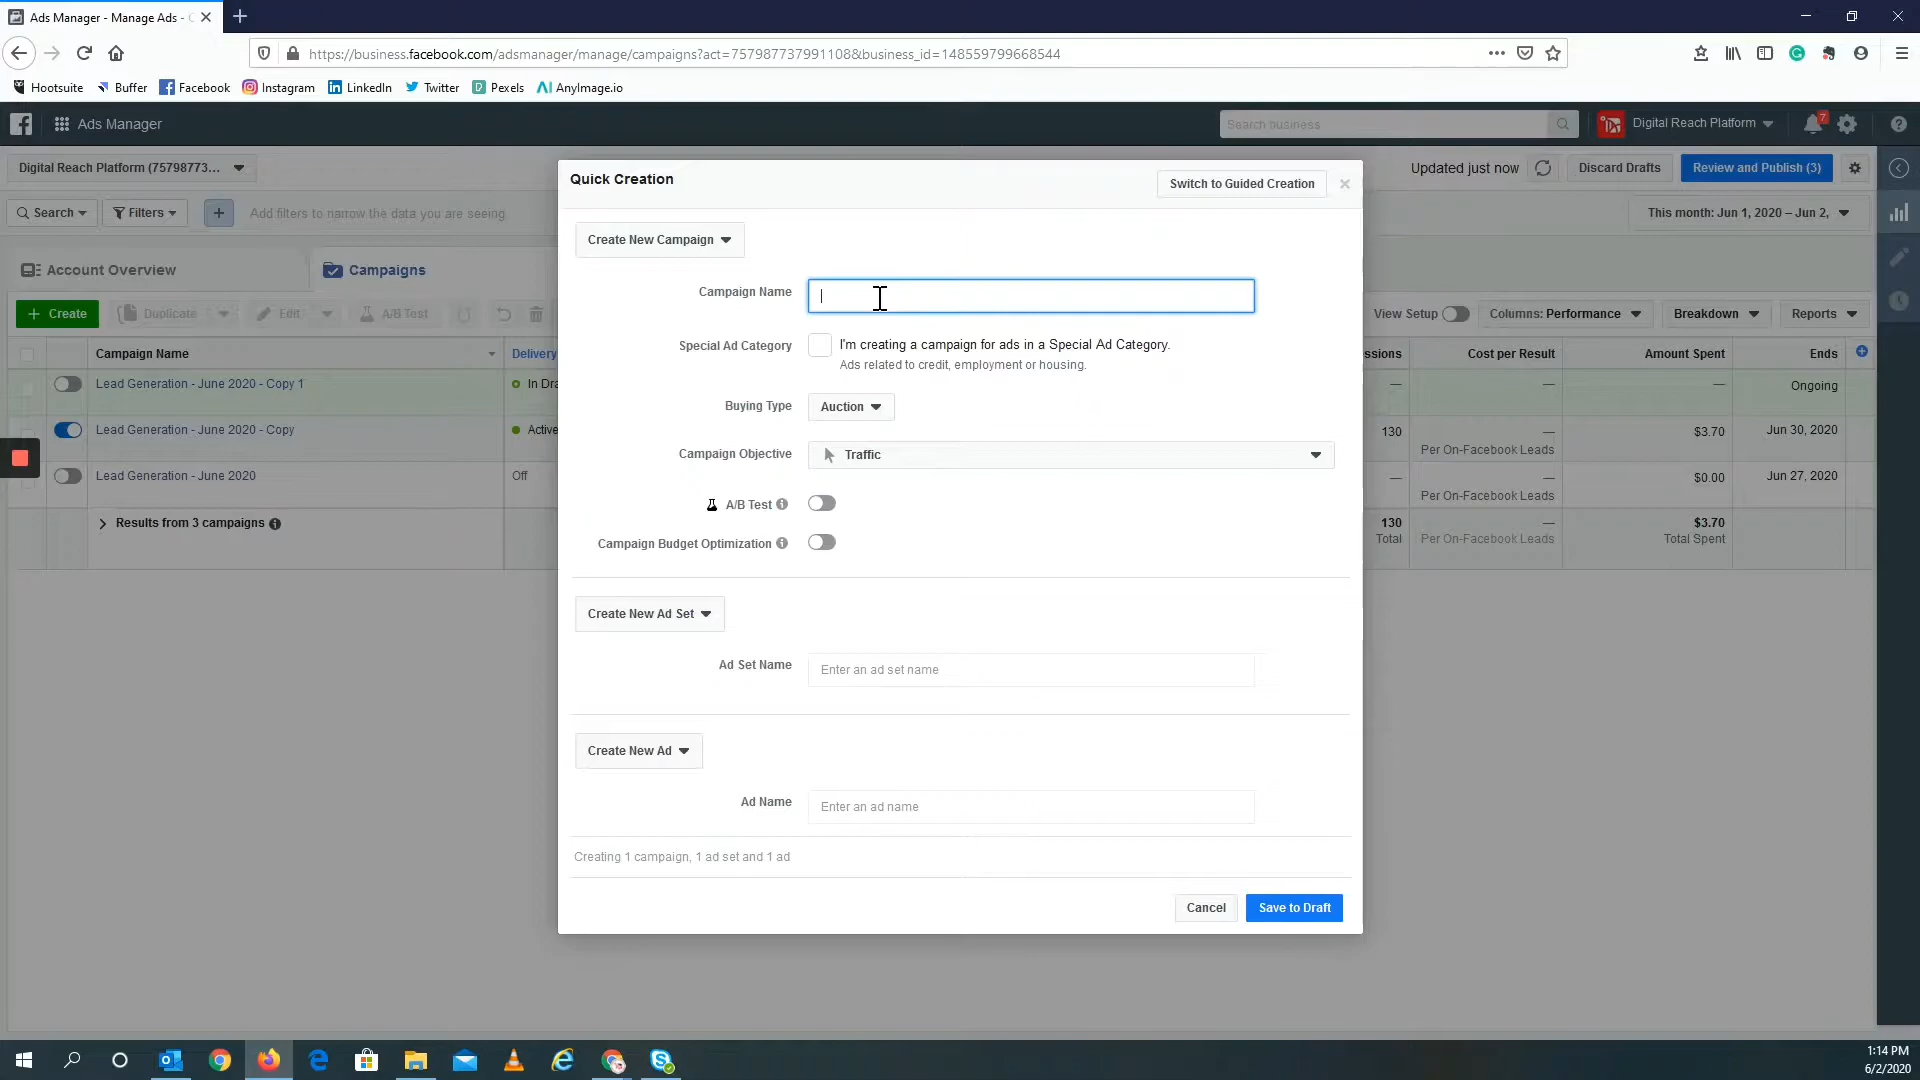 Ads Manager - Manage Ads - C
https://business.facebook.com/adsmanager/manage/campaigns?act=757987737991108&business_id=148559799668544
Hootsuite Buffer Facebook Instagram LinkedIn Twitter Pexels AnyImage.io
Ads Manager Search business Digital Reach Platform 7
Digital Reach Platform (75798773... Updated just now Discard Drafts Review and Publish (3)
Quick Creation Switch to Guided Creation
Search Filters + Add filters to narrow the data you are seeing This month: Jun 1, 2020 – Jun 2,
Create New Campaign
Account Overview Campaigns
Campaign Name
+ Create Duplicate Edit A/B Test View Setup Columns: Performance Breakdown Reports
Special Ad Category I'm creating a campaign for ads in a Special Ad Category.
Ads related to credit, employment or housing.
Campaign Name Delivery ssions Cost per Result Amount Spent Ends
Lead Generation - June 2020 - Copy 1 In Dra — — — Ongoing
Buying Type Auction
Lead Generation - June 2020 - Copy Active 130 — $3.70 Jun 30, 2020
Per On-Facebook Leads
Campaign Objective Traffic
Lead Generation - June 2020 Off — — $0.00 Jun 27, 2020
Per On-Facebook Leads
A/B Test
Results from 3 campaigns 130 — $3.70
Total Per On-Facebook Leads Total Spent
Campaign Budget Optimization
Create New Ad Set
Ad Set Name Enter an ad set name
Create New Ad
Ad Name Enter an ad name
Creating 1 campaign, 1 ad set and 1 ad
Cancel Save to Draft
1:14 PM
6/2/2020